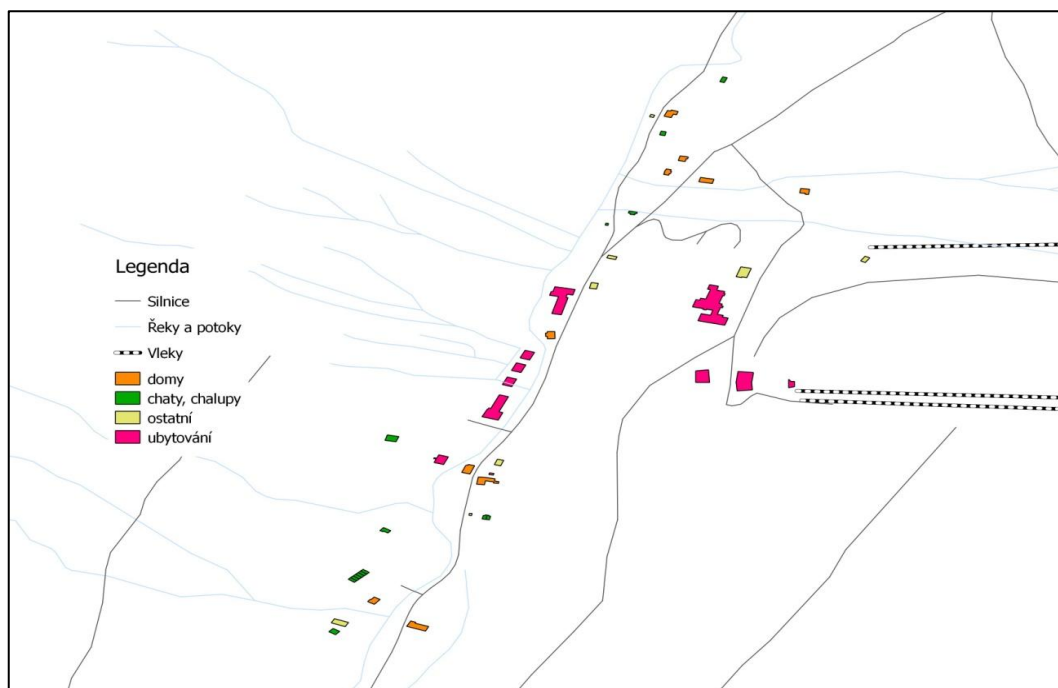 Legenda
Silnice
Řeky a potoky
Vleky
domy
chaty, chalupy
ostatní
ubytování